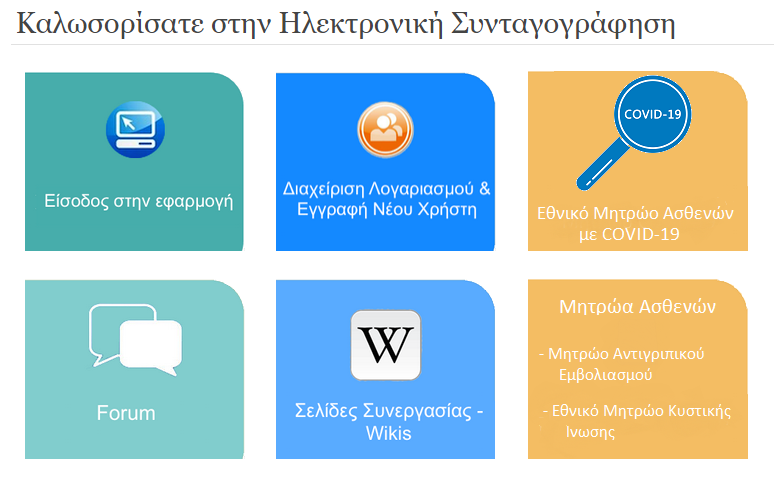 Καλωσορίσατε στην Ηλεκτρονική Συνταγογράφηση
Είσοδος στην εφαρμογή
Διαχείριση Λογαριασμού &
Εγγραφή Νέου Χρήστη
COVID-19
Εθνικό Μητρώο Ασθενών
με COVID-19
Forum
W
Σελίδες Συνεργασίας -
Wikis
Μητρώα Ασθενών
- Μητρώο Αντιγριπικού
Εμβολιασμού
- Εθνικό Μητρώο Κυστικής
Ινωσης